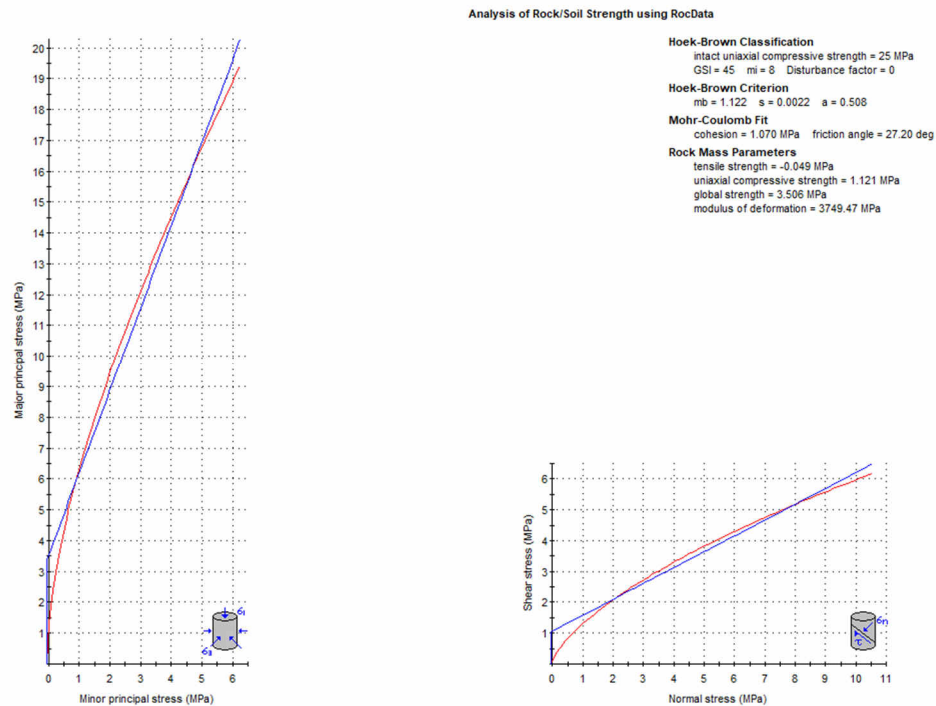 Analysis of Rock/Soil Strength using RocData
Hoek-Brown Classification
intact uniaxial compressive strength = 25 MPa
GSI = 45 mi = 8 Disturbance factor = 0
Hoek-Brown Criterion
mb = 1.122 s = 0.0022 a = 0.508
Mohr-Coulomb Fit
cohesion = 1.070 MPa friction angle = 27.20 deg
Rock Mass Parameters
tensile strength = -0.049 MPa
uniaxial compressive strength = 1.121 MPa
global strength = 3.506 MPa
modulus of deformation = 3749.47 MPa
Major principal stress (MPa)
20
19
18
17
16
15
14
13
12
11
10
9
8
7
6
5
4
3
2
1
σ1
σ3
0 1 2 3 4 5 6
Minor principal stress (MPa)
Shear stress (MPa)
6
5
4
3
2
1
σn
τ
0 1 2 3 4 5 6 7 8 9 10 11
Normal stress (MPa)